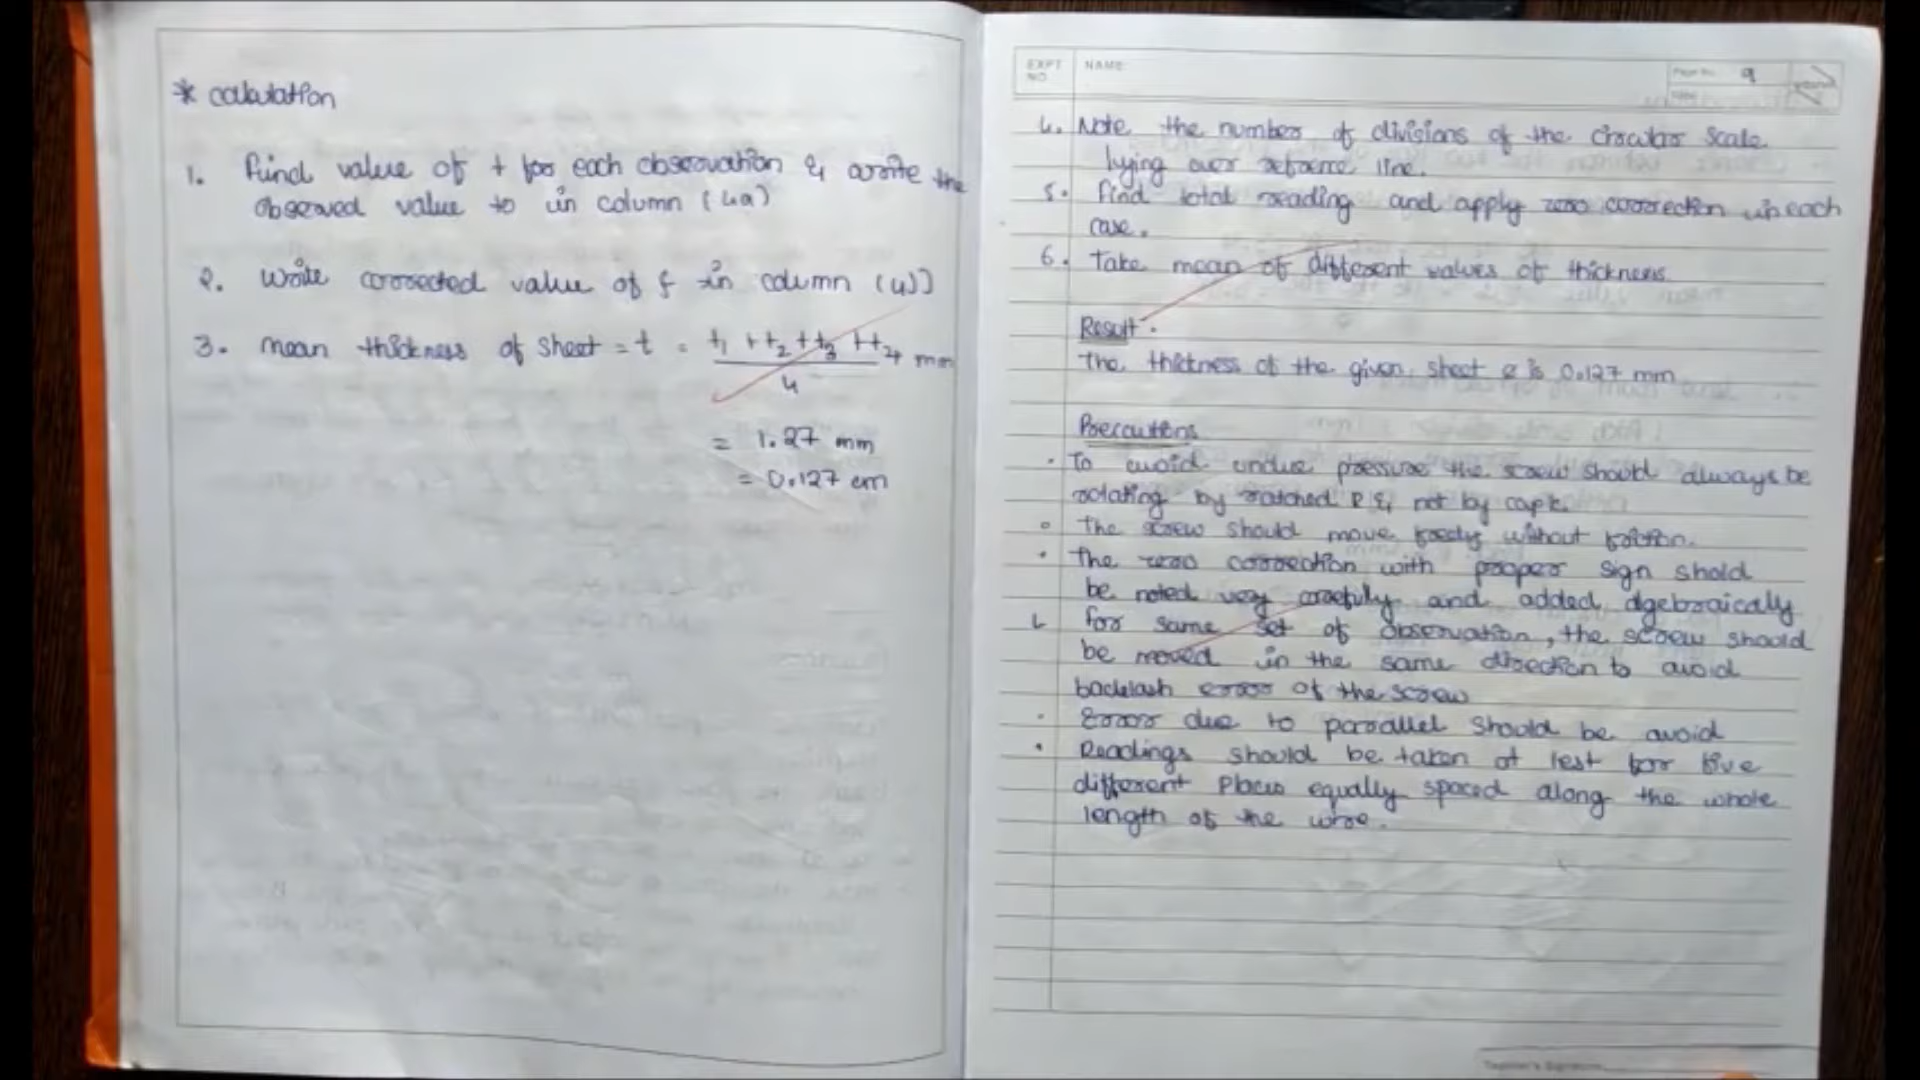 * calculation
1. find value of t for each observation & write the
observed value to in column (4a)
2. Write corrected value of t in column (4)]
3. mean thickness of sheet = t = t1 + t2 + t3 + t4 mm
4
= 1.27 mm
= 0.127 cm
EXPT NO
NAME
Page No. 9
4. Note the number of divisions of the circular scale
lying over line.
5. find total reading and apply zero correction in each
case.
6. Take mean of different values of thickness
Result.
The thickness of the given sheet is 0.127 mm
Precautions
• To avoid undue pressure the screw should always be
rotating by ratched R & not by cap k.
• The screw should move freely without friction.
• The zero correction with proper sign shold
be noted very carefully and added algebraically
for same set of observation, the screw should
be moved in the same direction to avoid
backlash error of the screw
• Error due to parallel should be avoid
• Readings should be taken at lest for five
different places equally spaced along the whole
length of the wire.
Teacher's Signature